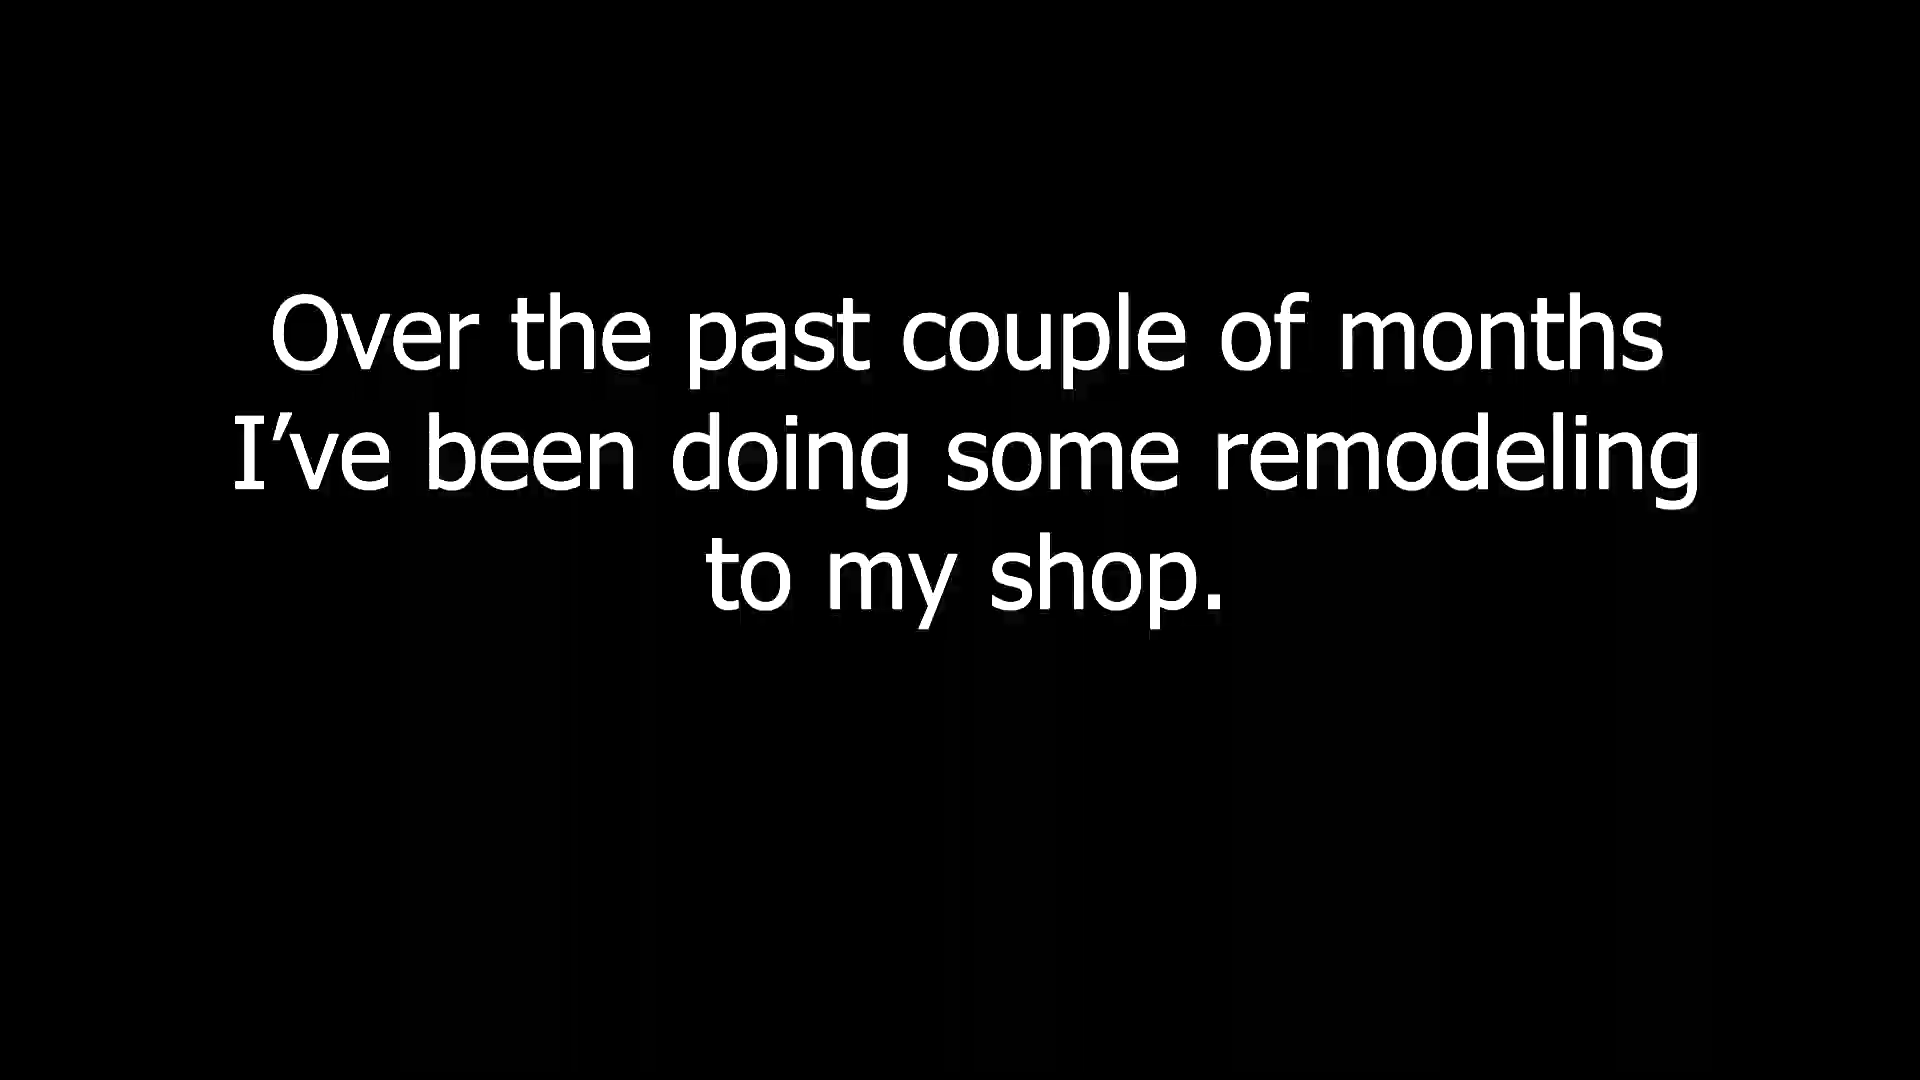 Over the past couple of months
I’ve been doing some remodeling
to my shop.